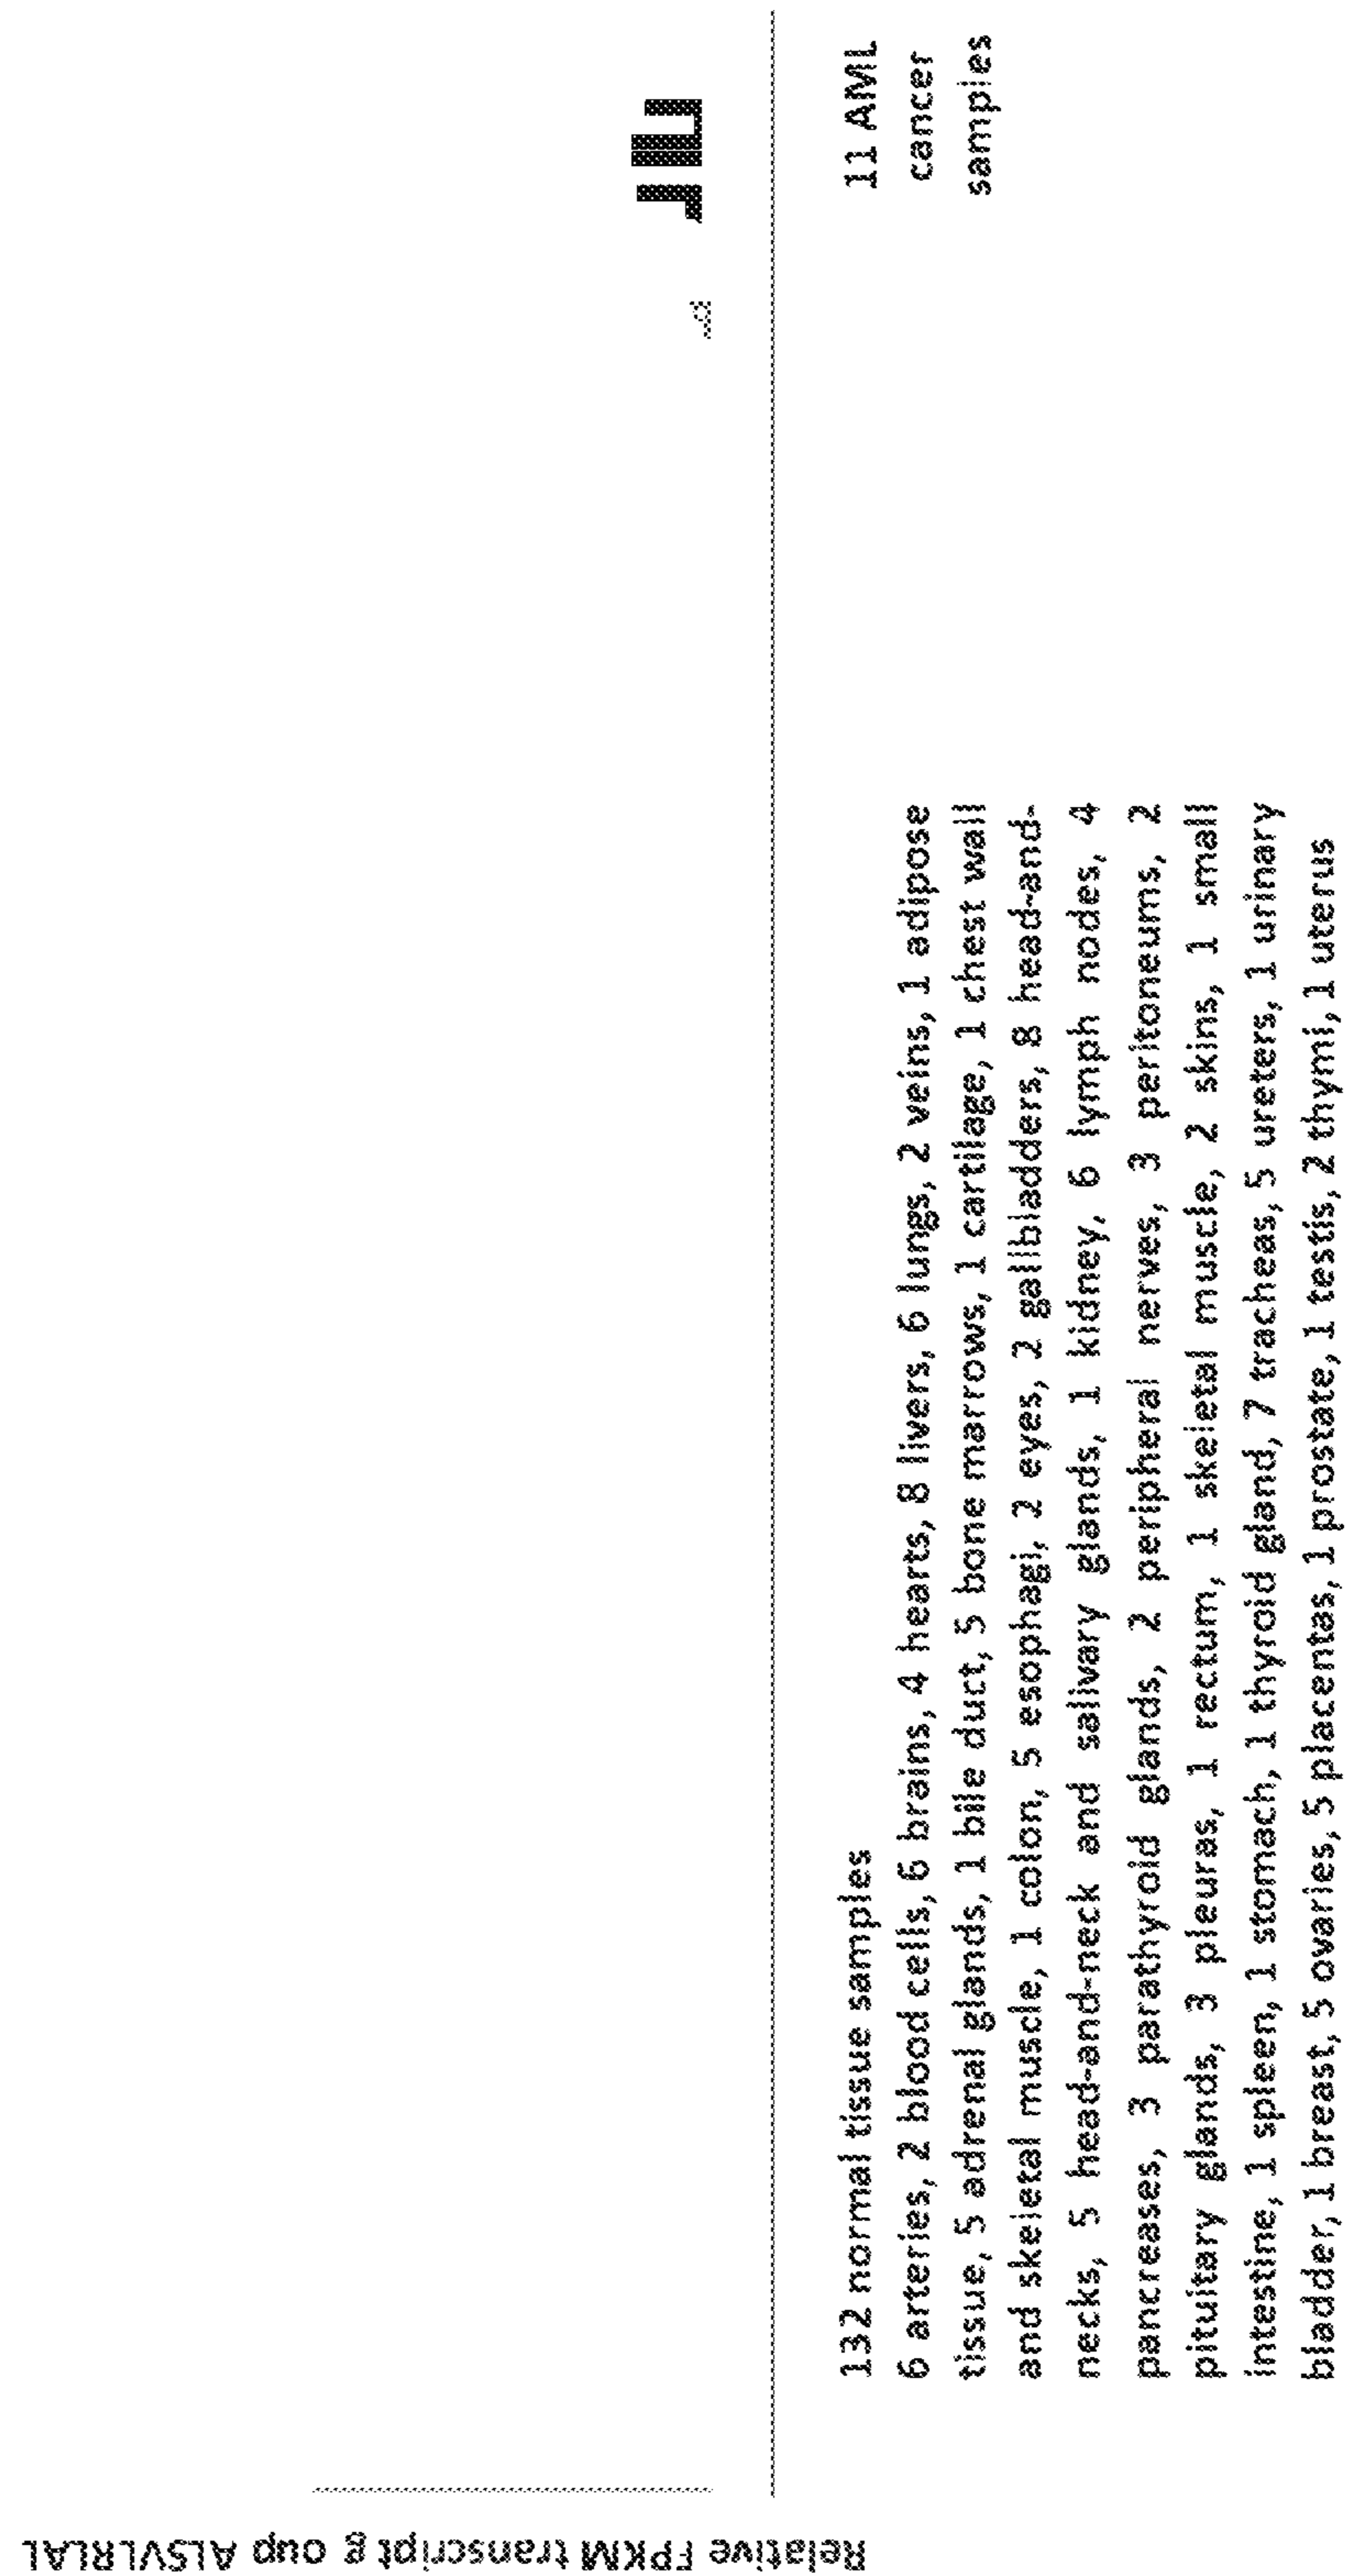 Relative FPKM transcript g oup ALSVLRLAL
132 normal tissue samples
6 arteries, 2 blood cells, 6 brains, 4 hearts, 8 livers, 6 lungs, 2 veins, 1 adipose
tissue, 5 adrenal glands, 1 bile duct, 5 bone marrows, 1 cartilage, 1 chest wall
and skeletal muscle, 1 colon, 5 esophagi, 2 eyes, 2 gallbladders, 8 head-and-
necks, 5 head-and-neck and salivary glands, 1 kidney, 6 lymph nodes, 4
pancreases, 3 parathyroid glands, 2 peripheral nerves, 3 peritoneums, 2
pituitary glands, 3 pleuras, 1 rectum, 1 skeletal muscle, 2 skins, 1 small
intestine, 1 spleen, 1 stomach, 1 thyroid gland, 7 tracheas, 5 ureters, 1 urinary
bladder, 1 breast, 5 ovaries, 5 placentas, 1 prostate, 1 testis, 2 thymi, 1 uterus
11 AML
cancer
samples